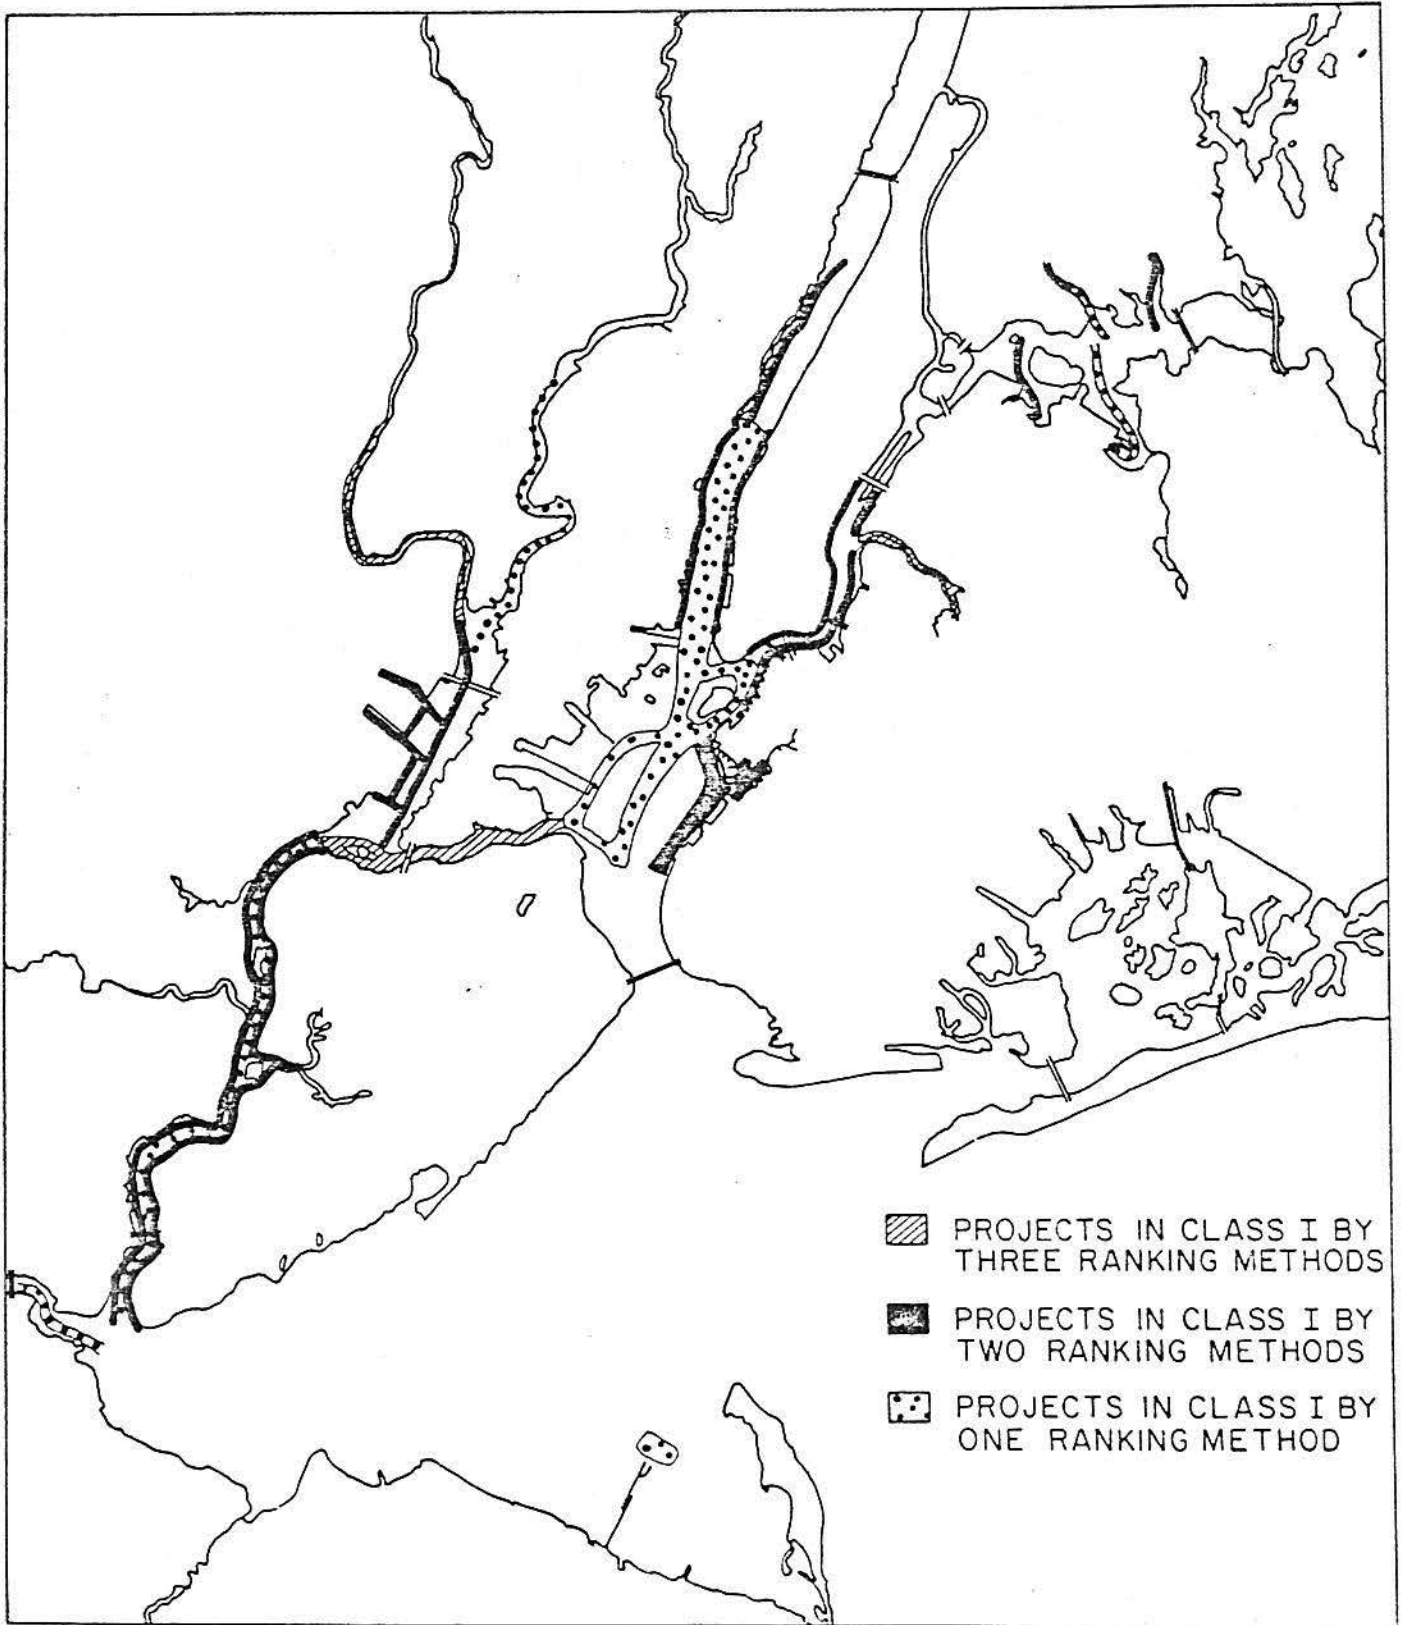 PROJECTS IN CLASS I BY
THREE RANKING METHODS
PROJECTS IN CLASS I BY
TWO RANKING METHODS
PROJECTS IN CLASS I BY
ONE RANKING METHOD